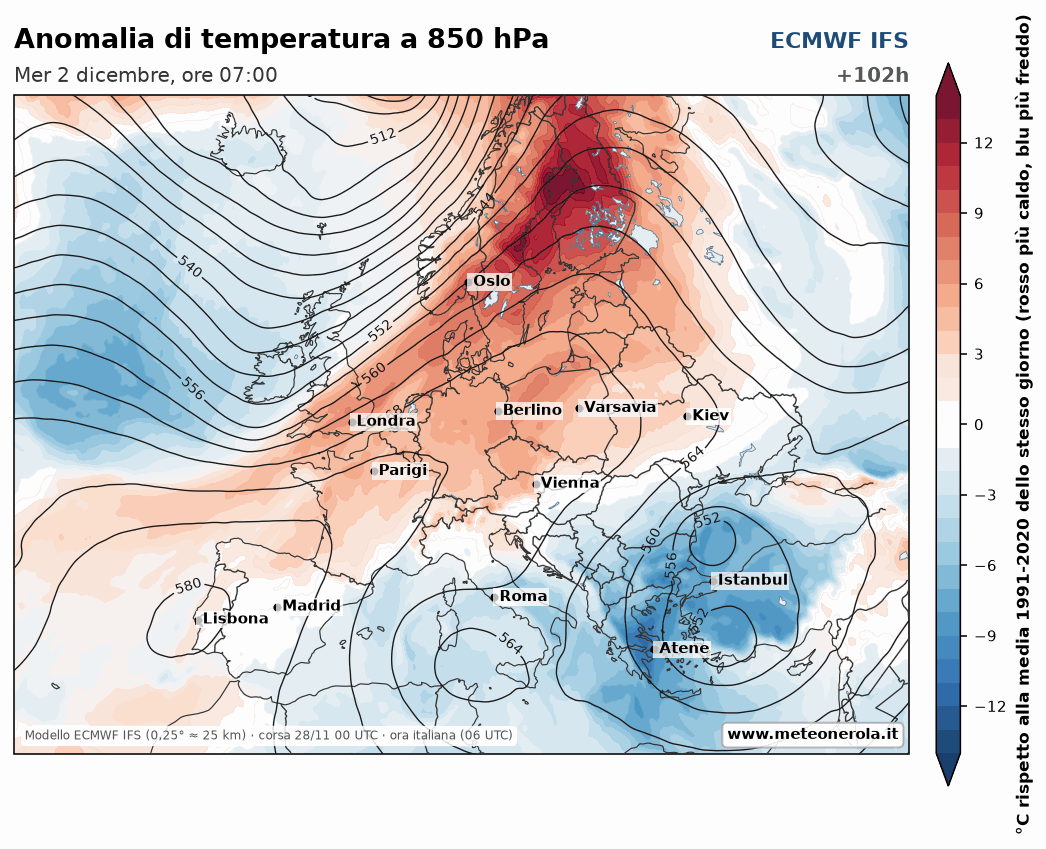 Anomalia di temperatura a 850 hPa
ECMWF IFS
Mer 2 dicembre, ore 07:00
+102h
512
544
540
Oslo
552
560
556
Londra
Berlino
Varsavia
Kiev
Parigi
564
Vienna
552
560
556
580
Istanbul
Roma
Madrid
Lisbona
552
564
Atene
Modello ECMWF IFS (0,25° ≈ 25 km) · corsa 28/11 00 UTC · ora italiana (06 UTC)
www.meteonerola.it
12
9
6
3
0
−3
−6
−9
−12
°C rispetto alla media 1991-2020 dello stesso giorno (rosso più caldo, blu più freddo)